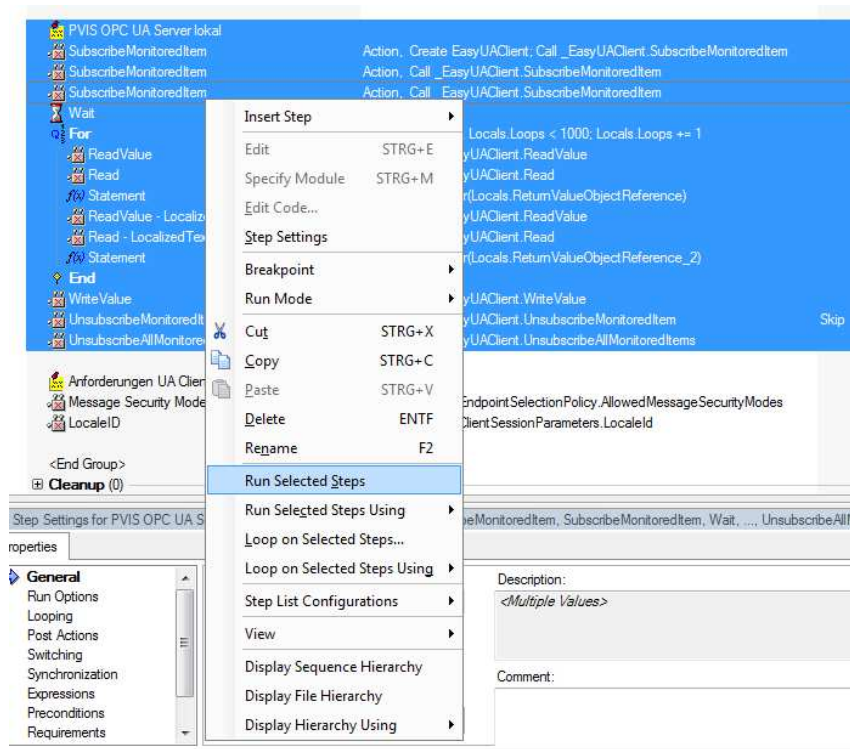 PVIS OPC UA Server lokal
SubscribeMonitoredItem Action, Create EasyUAClient; Call _EasyUAClient.SubscribeMonitoredItem
SubscribeMonitoredItem Action, Call _EasyUAClient.SubscribeMonitoredItem
SubscribeMonitoredItem Action, Call _EasyUAClient.SubscribeMonitoredItem
Wait
For Locals.Loops < 1000; Locals.Loops += 1
ReadValue yUAClient.ReadValue
Read yUAClient.Read
Statement r(Locals.ReturnValueObjectReference)
ReadValue - Localiz yUAClient.ReadValue
Read - LocalizedTex yUAClient.Read
Statement r(Locals.ReturnValueObjectReference_2)
End
WriteValue yUAClient.WriteValue
UnsubscribeMonitoredIt yUAClient.UnsubscribeMonitoredItem Skip
UnsubscribeAllMonitore yUAClient.UnsubscribeAllMonitoredItems
Anforderungen UA Clien
Message Security Mode EndpointSelectionPolicy.AllowedMessageSecurityModes
LocaleID ClientSessionParameters.LocaleId
<End Group>
Cleanup (0)
Insert Step
Edit STRG+E
Specify Module STRG+M
Edit Code...
Step Settings
Breakpoint
Run Mode
Cut STRG+X
Copy STRG+C
Paste STRG+V
Delete ENTF
Rename F2
Run Selected Steps
Run Selected Steps Using
Loop on Selected Steps...
Loop on Selected Steps Using
Step List Configurations
View
Display Sequence Hierarchy
Display File Hierarchy
Display Hierarchy Using
Step Settings for PVIS OPC UA S beMonitoredItem, SubscribeMonitoredItem, Wait, ..., UnsubscribeAllM
roperties
General
Run Options
Looping
Post Actions
Switching
Synchronization
Expressions
Preconditions
Requirements
Description:
<Multiple Values>
Comment: